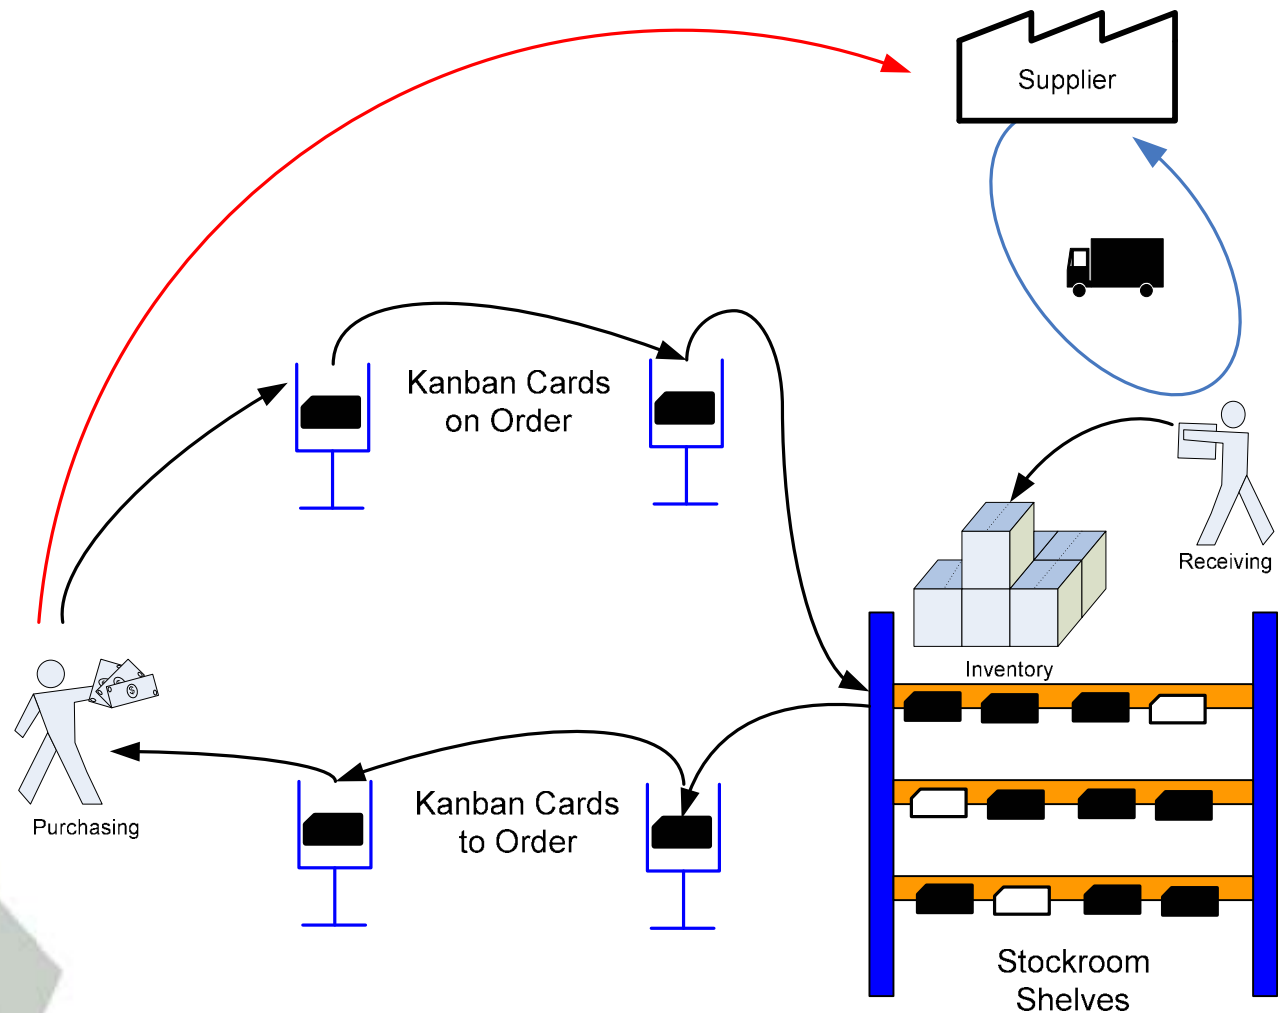 Supplier
Kanban Cards
on Order
Receiving
Inventory
Purchasing
Kanban Cards
to Order
Stockroom
Shelves